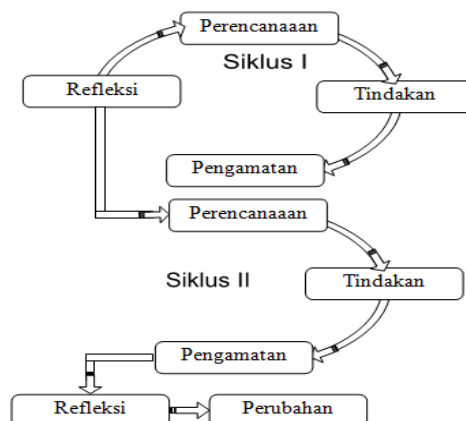 Perencanaaan
Siklus I
Refleksi
Tindakan
Pengamatan
Perencanaaan
Siklus II
Tindakan
Pengamatan
Refleksi
Perubahan